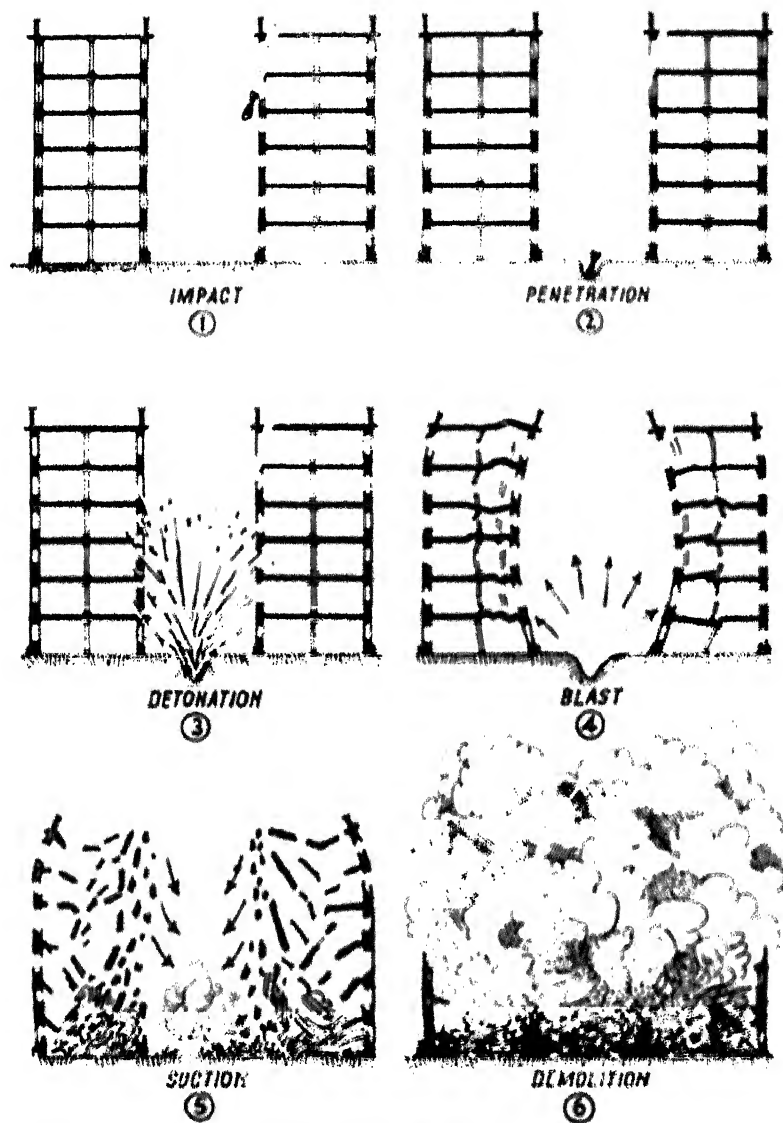 IMPACT
①
PENETRATION
②
DETONATION
③
BLAST
④
SUCTION
⑤
DEMOLITION
⑥